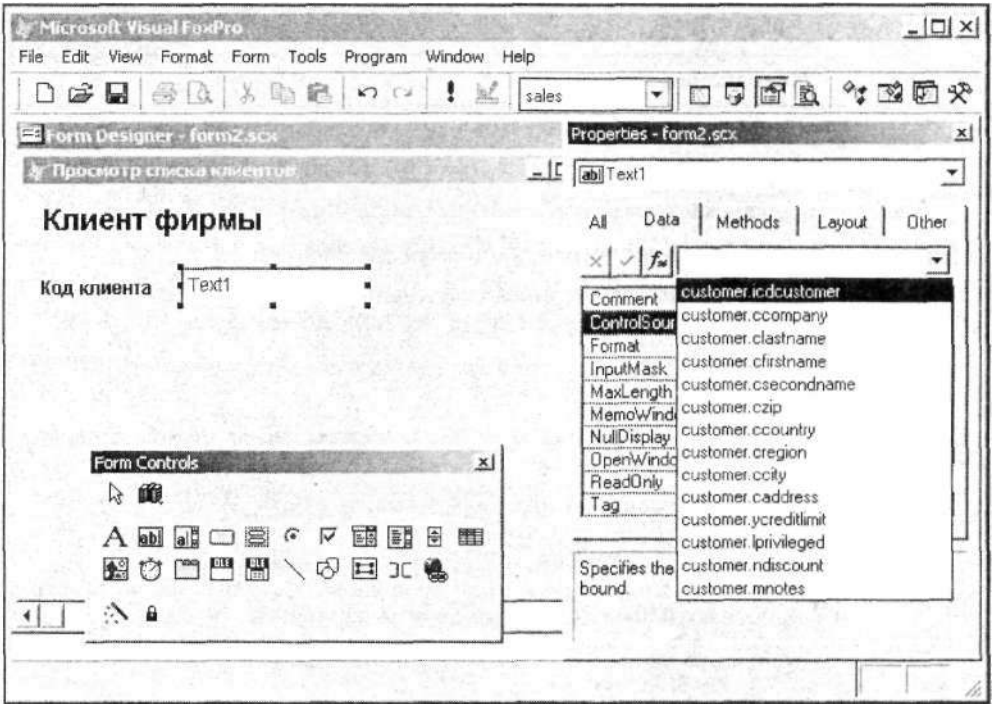 Microsoft Visual FoxPro
File Edit View Format Form Tools Program Window Help
sales
Form Designer - form2.scx
Просмотр списка клиентов
Клиент фирмы
Код клиента
Text1
Properties - form2.scx
Text1
All Data Methods Layout Other
Comment
ControlSour
Format
InputMask
MaxLength
MemoWind
NullDisplay
OpenWindo
ReadOnly
Tag
customer.icdcustomer
customer.ccompany
customer.clastname
customer.cfirstname
customer.csecondname
customer.czip
customer.ccountry
customer.cregion
customer.ccity
customer.caddress
customer.ycreditlimit
customer.lprivileged
customer.ndiscount
customer.mnotes
Specifies the
bound.
Form Controls
A abl
OLE OLE